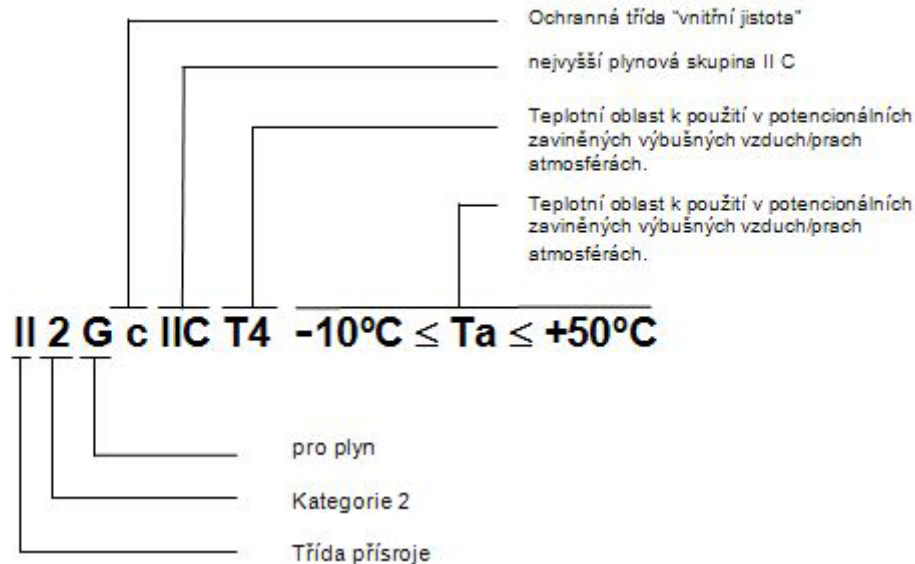 Ochranná třída "vnitřní jistota"
nejvyšší plynová skupina II C
Teplotní oblast k použití v potencionálních
zaviněných výbušných vzduch/prach
atmosférách.
Teplotní oblast k použití v potencionálních
zaviněných výbušných vzduch/prach
atmosférách.
II 2 G c IIC T4 -10ºC ≤ Ta ≤ +50ºC
pro plyn
Kategorie 2
Třída přísroje